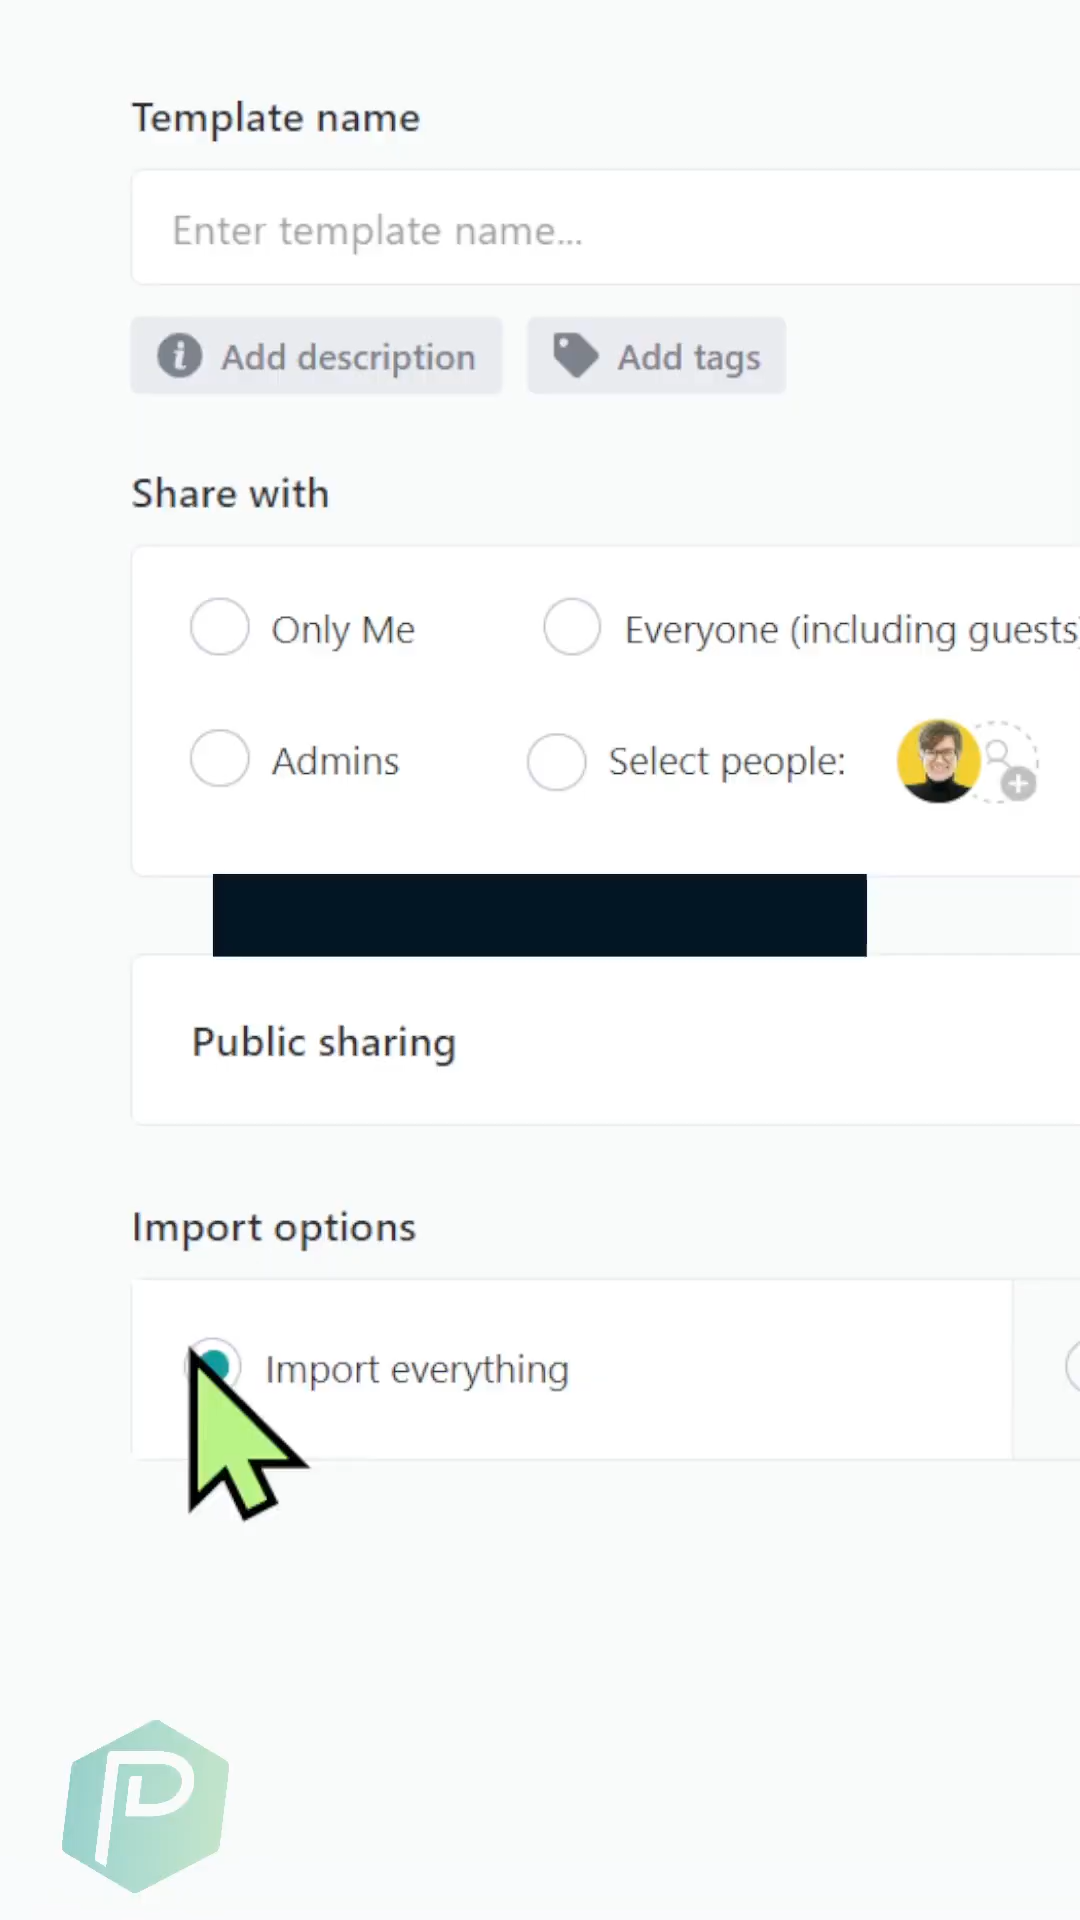 Template name
Enter template name...
Add description Add tags
Share with
Only Me Everyone (including guests)
Admins Select people:
Public sharing
Import options
Import everything